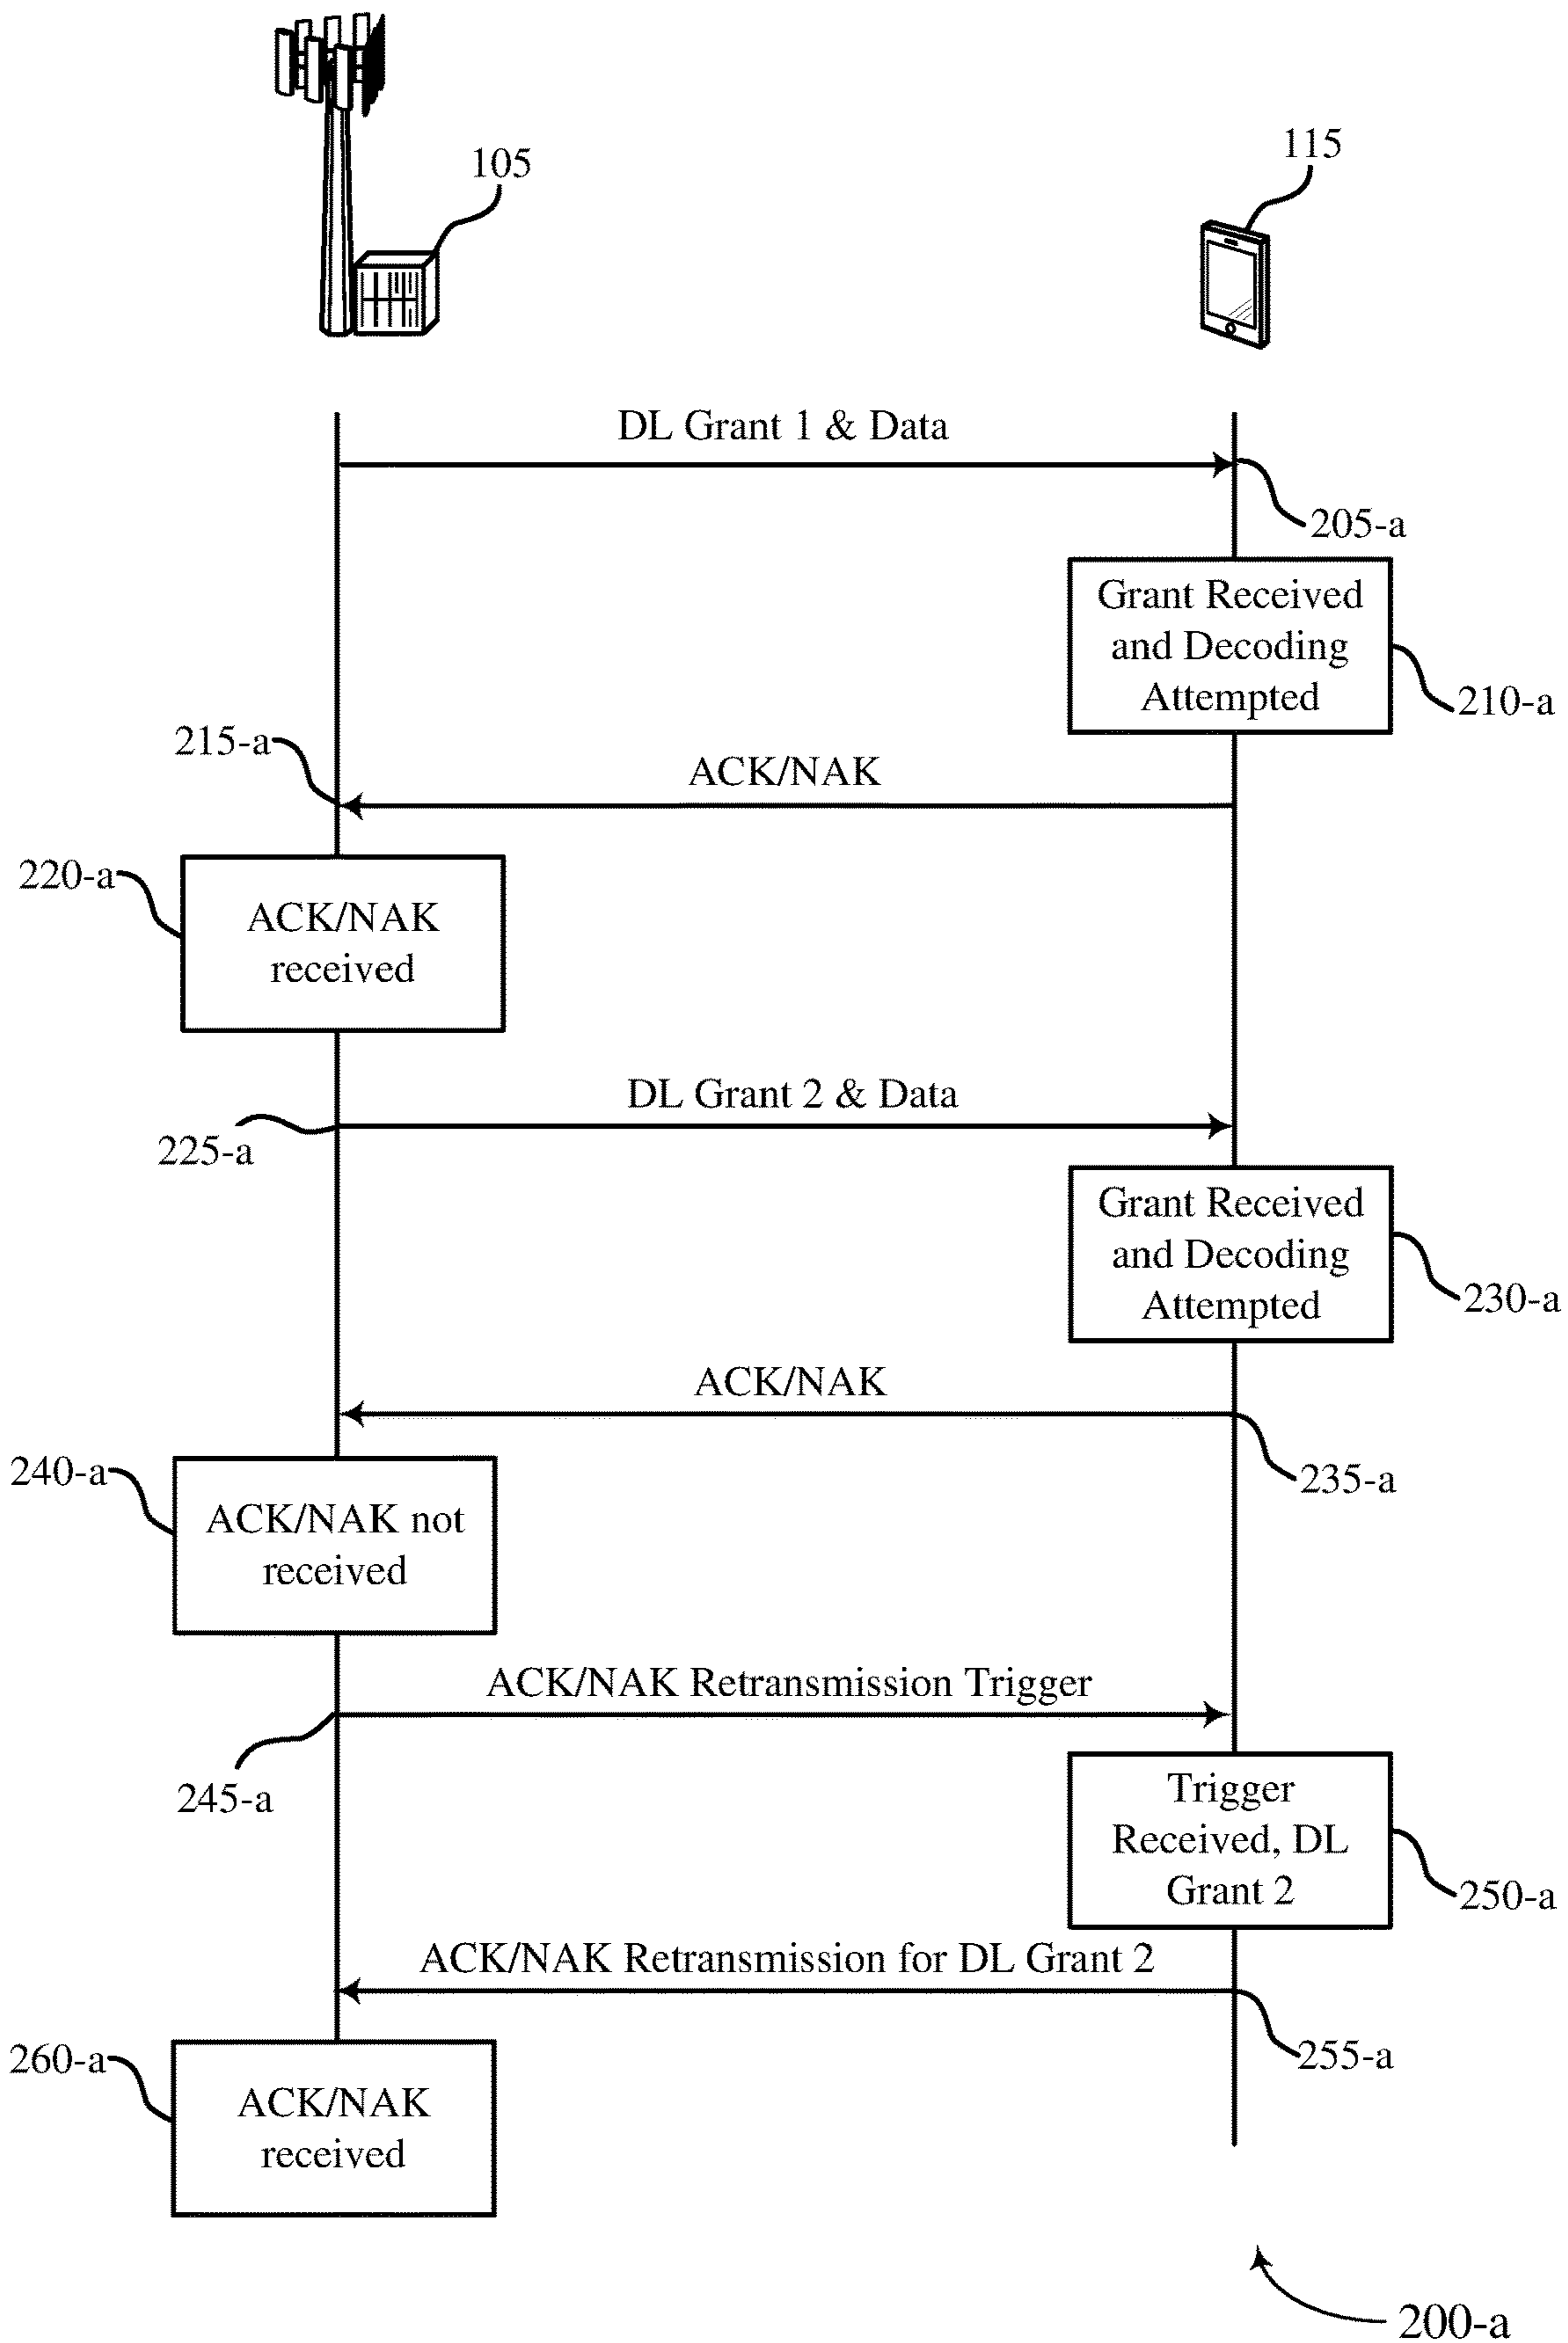 105
115
DL Grant 1 & Data
205-a
Grant Received
and Decoding
Attempted
210-a
215-a
ACK/NAK
220-a
ACK/NAK
received
DL Grant 2 & Data
225-a
Grant Received
and Decoding
Attempted
230-a
ACK/NAK
235-a
240-a
ACK/NAK not
received
ACK/NAK Retransmission Trigger
245-a
Trigger
Received, DL
Grant 2
250-a
ACK/NAK Retransmission for DL Grant 2
255-a
260-a
ACK/NAK
received
200-a